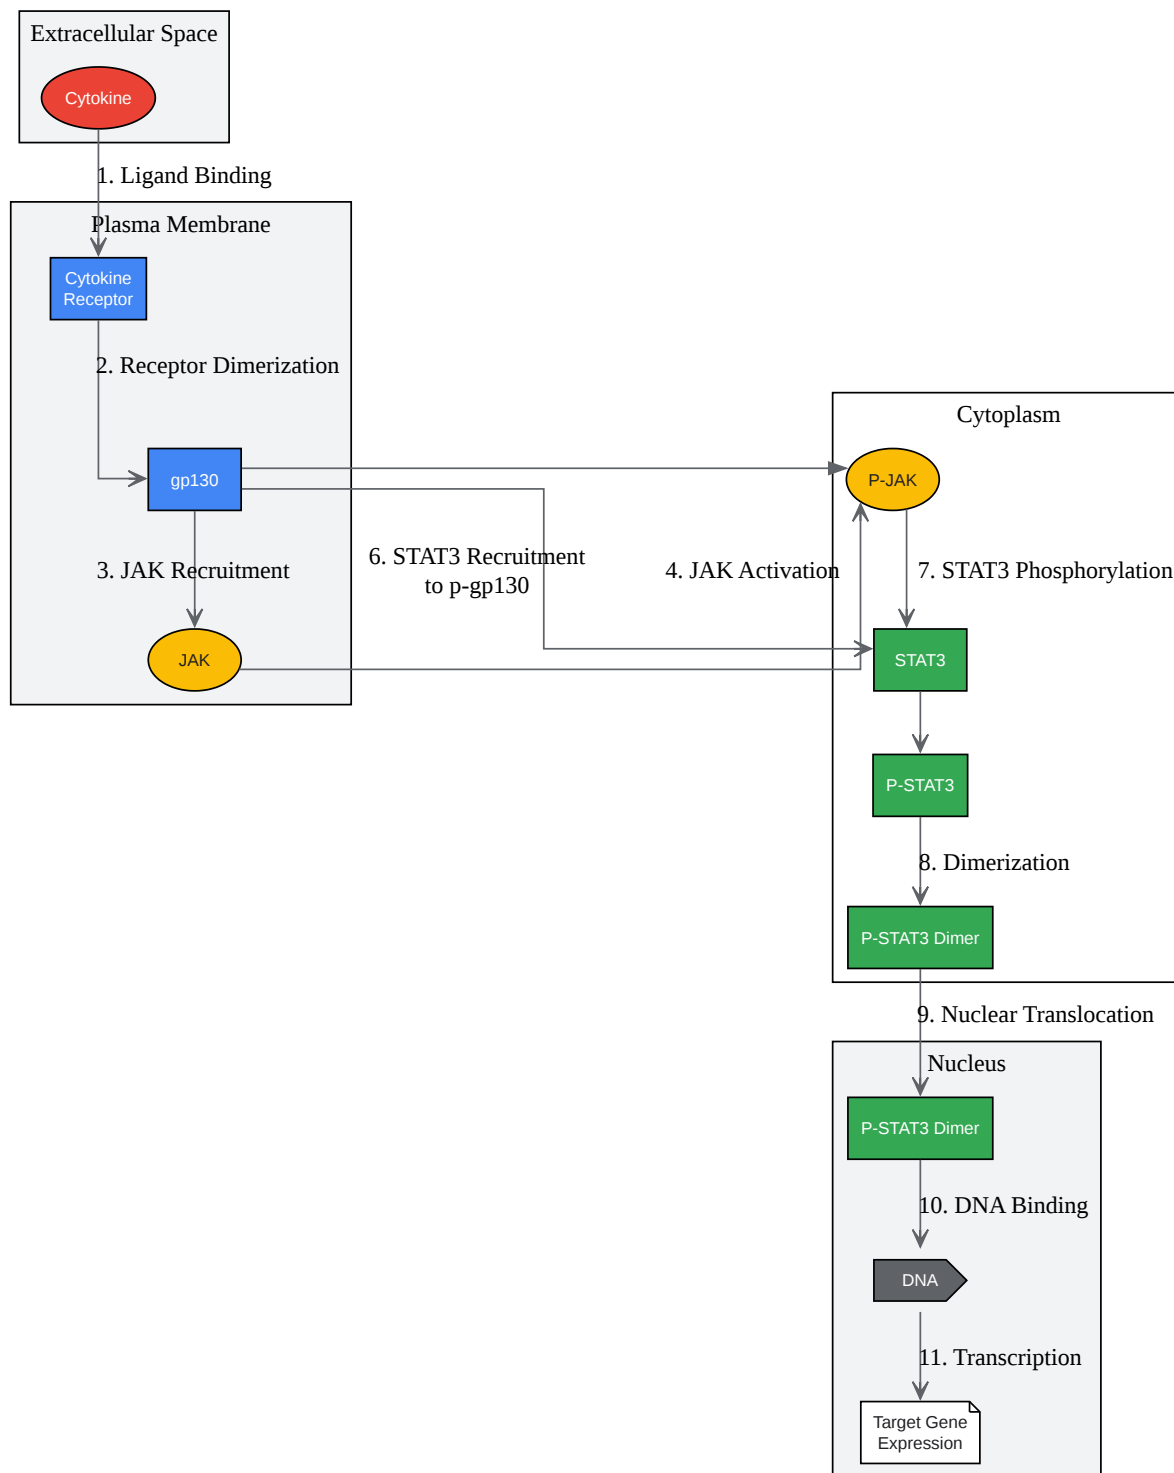 Extracellular Space
Cytokine
1. Ligand Binding
Plasma Membrane
Cytokine
Receptor
2. Receptor Dimerization
gp130
3. JAK Recruitment
JAK
6. STAT3 Recruitment
to p-gp130
4. JAK Activation
Cytoplasm
P-JAK
7. STAT3 Phosphorylation
STAT3
P-STAT3
8. Dimerization
P-STAT3 Dimer
9. Nuclear Translocation
Nucleus
P-STAT3 Dimer
10. DNA Binding
DNA
11. Transcription
Target Gene
Expression